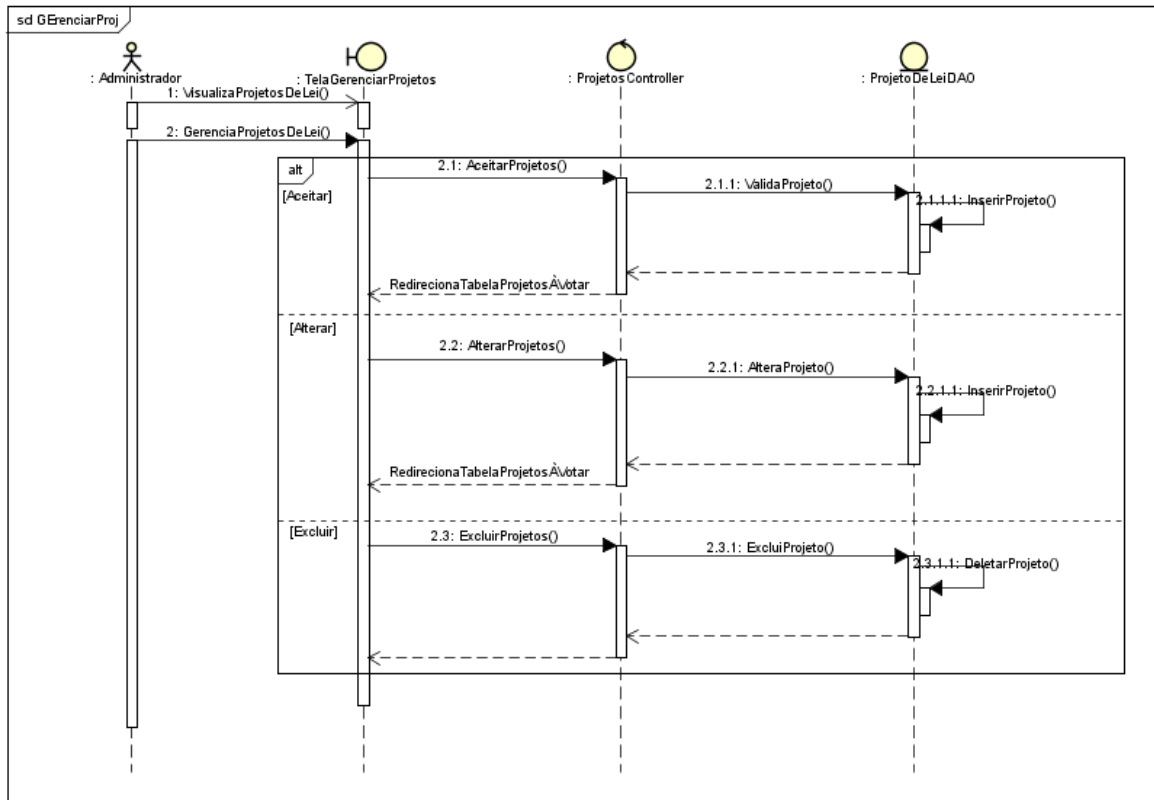 sd GErenciarProj
: Administrador
: TelaGerenciarProjetos
: ProjetosController
: ProjetoDeLeiDAO
1: VisualizaProjetosDeLei()
2: GerenciaProjetosDeLei()
alt
[Aceitar]
2.1: AceitarProjetos()
2.1.1: ValidaProjeto()
2.1.1.1: InserirProjeto()
RedirecionaTabelaProjetosÀVotar
[Alterar]
2.2: AlterarProjetos()
2.2.1: AlteraProjeto()
2.2.1.1: InserirProjeto()
RedirecionaTabelaProjetosÀVotar
[Excluir]
2.3: ExcluirProjetos()
2.3.1: ExcluiProjeto()
2.3.1.1: DeletarProjeto()